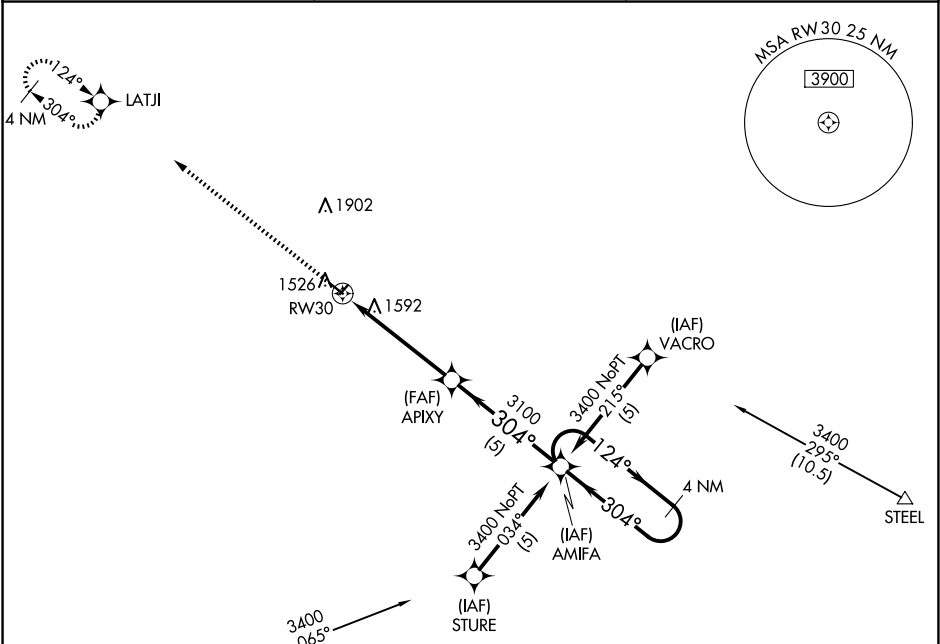 MSA RW30 25 NM
3900
124°
304°
4 NM
LATJI
1902
1526
RW30
1592
(IAF)
VACRO
3400 NoPT
215°
(5)
(FAF)
APIXY
3100
304°
(5)
124°
4 NM
304°
3400
295°
(10.5)
STEEL
3400 NoPT
034°
(5)
(IAF)
AMIFA
(IAF)
STURE
3400
065°